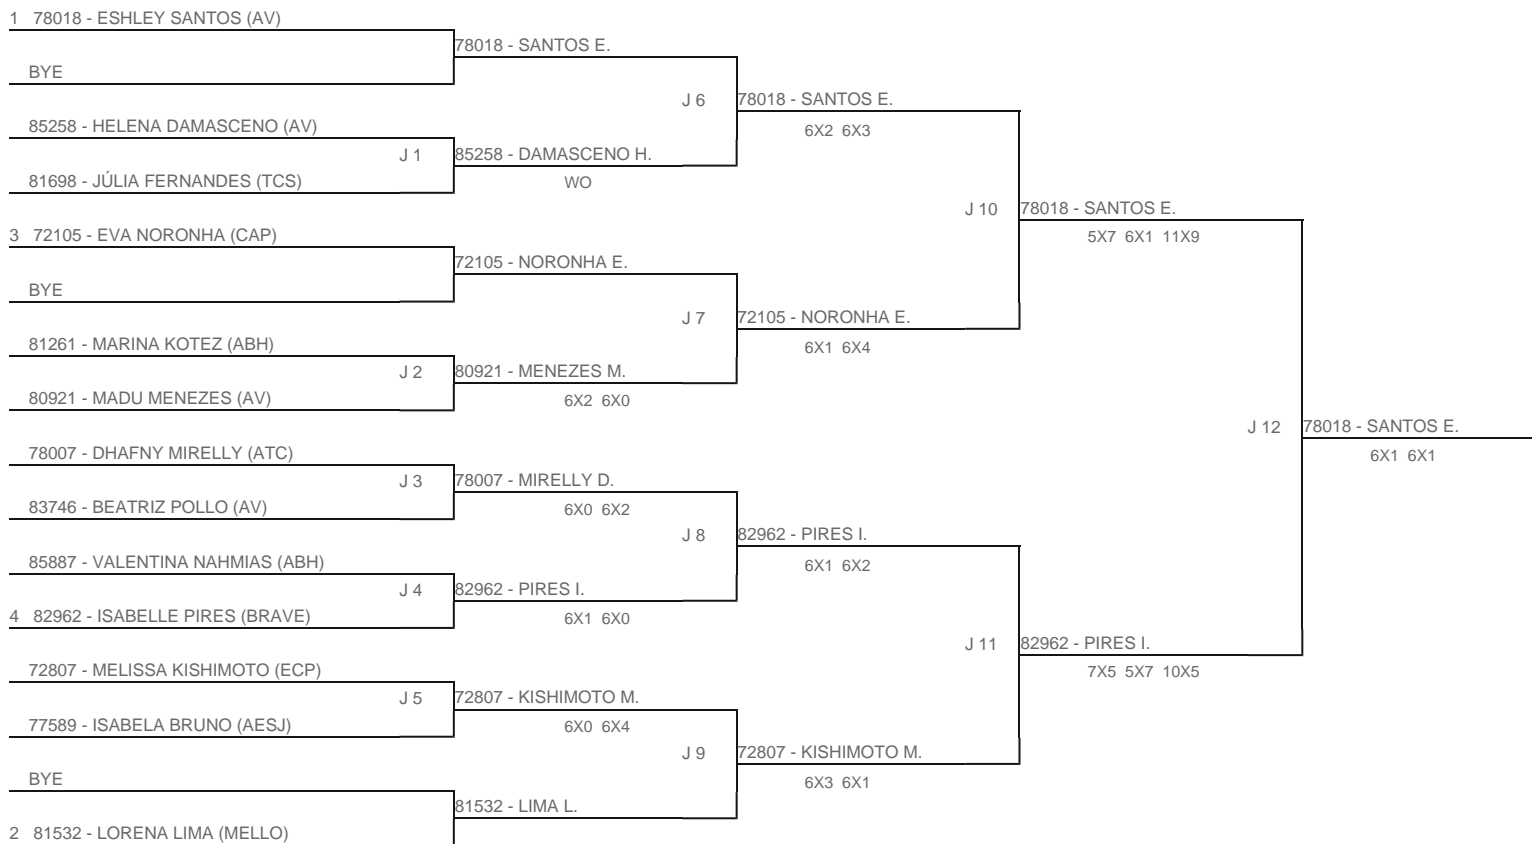 1 78018 - ESHLEY SANTOS (AV)
78018 - SANTOS E.
BYE
J 6 78018 - SANTOS E.
6X2 6X3
85258 - HELENA DAMASCENO (AV)
J 1 85258 - DAMASCENO H.
WO
81698 - JÚLIA FERNANDES (TCS)
J 10 78018 - SANTOS E.
5X7 6X1 11X9
3 72105 - EVA NORONHA (CAP)
72105 - NORONHA E.
BYE
J 7 72105 - NORONHA E.
6X1 6X4
81261 - MARINA KOTEZ (ABH)
J 2 80921 - MENEZES M.
6X2 6X0
80921 - MADU MENEZES (AV)
J 12 78018 - SANTOS E.
6X1 6X1
78007 - DHAFNY MIRELLY (ATC)
J 3 78007 - MIRELLY D.
6X0 6X2
83746 - BEATRIZ POLLO (AV)
J 8 82962 - PIRES I.
6X1 6X2
85887 - VALENTINA NAHMIAS (ABH)
J 4 82962 - PIRES I.
6X1 6X0
4 82962 - ISABELLE PIRES (BRAVE)
J 11 82962 - PIRES I.
7X5 5X7 10X5
72807 - MELISSA KISHIMOTO (ECP)
J 5 72807 - KISHIMOTO M.
6X0 6X4
77589 - ISABELA BRUNO (AESJ)
J 9 72807 - KISHIMOTO M.
6X3 6X1
BYE
81532 - LIMA L.
2 81532 - LORENA LIMA (MELLO)